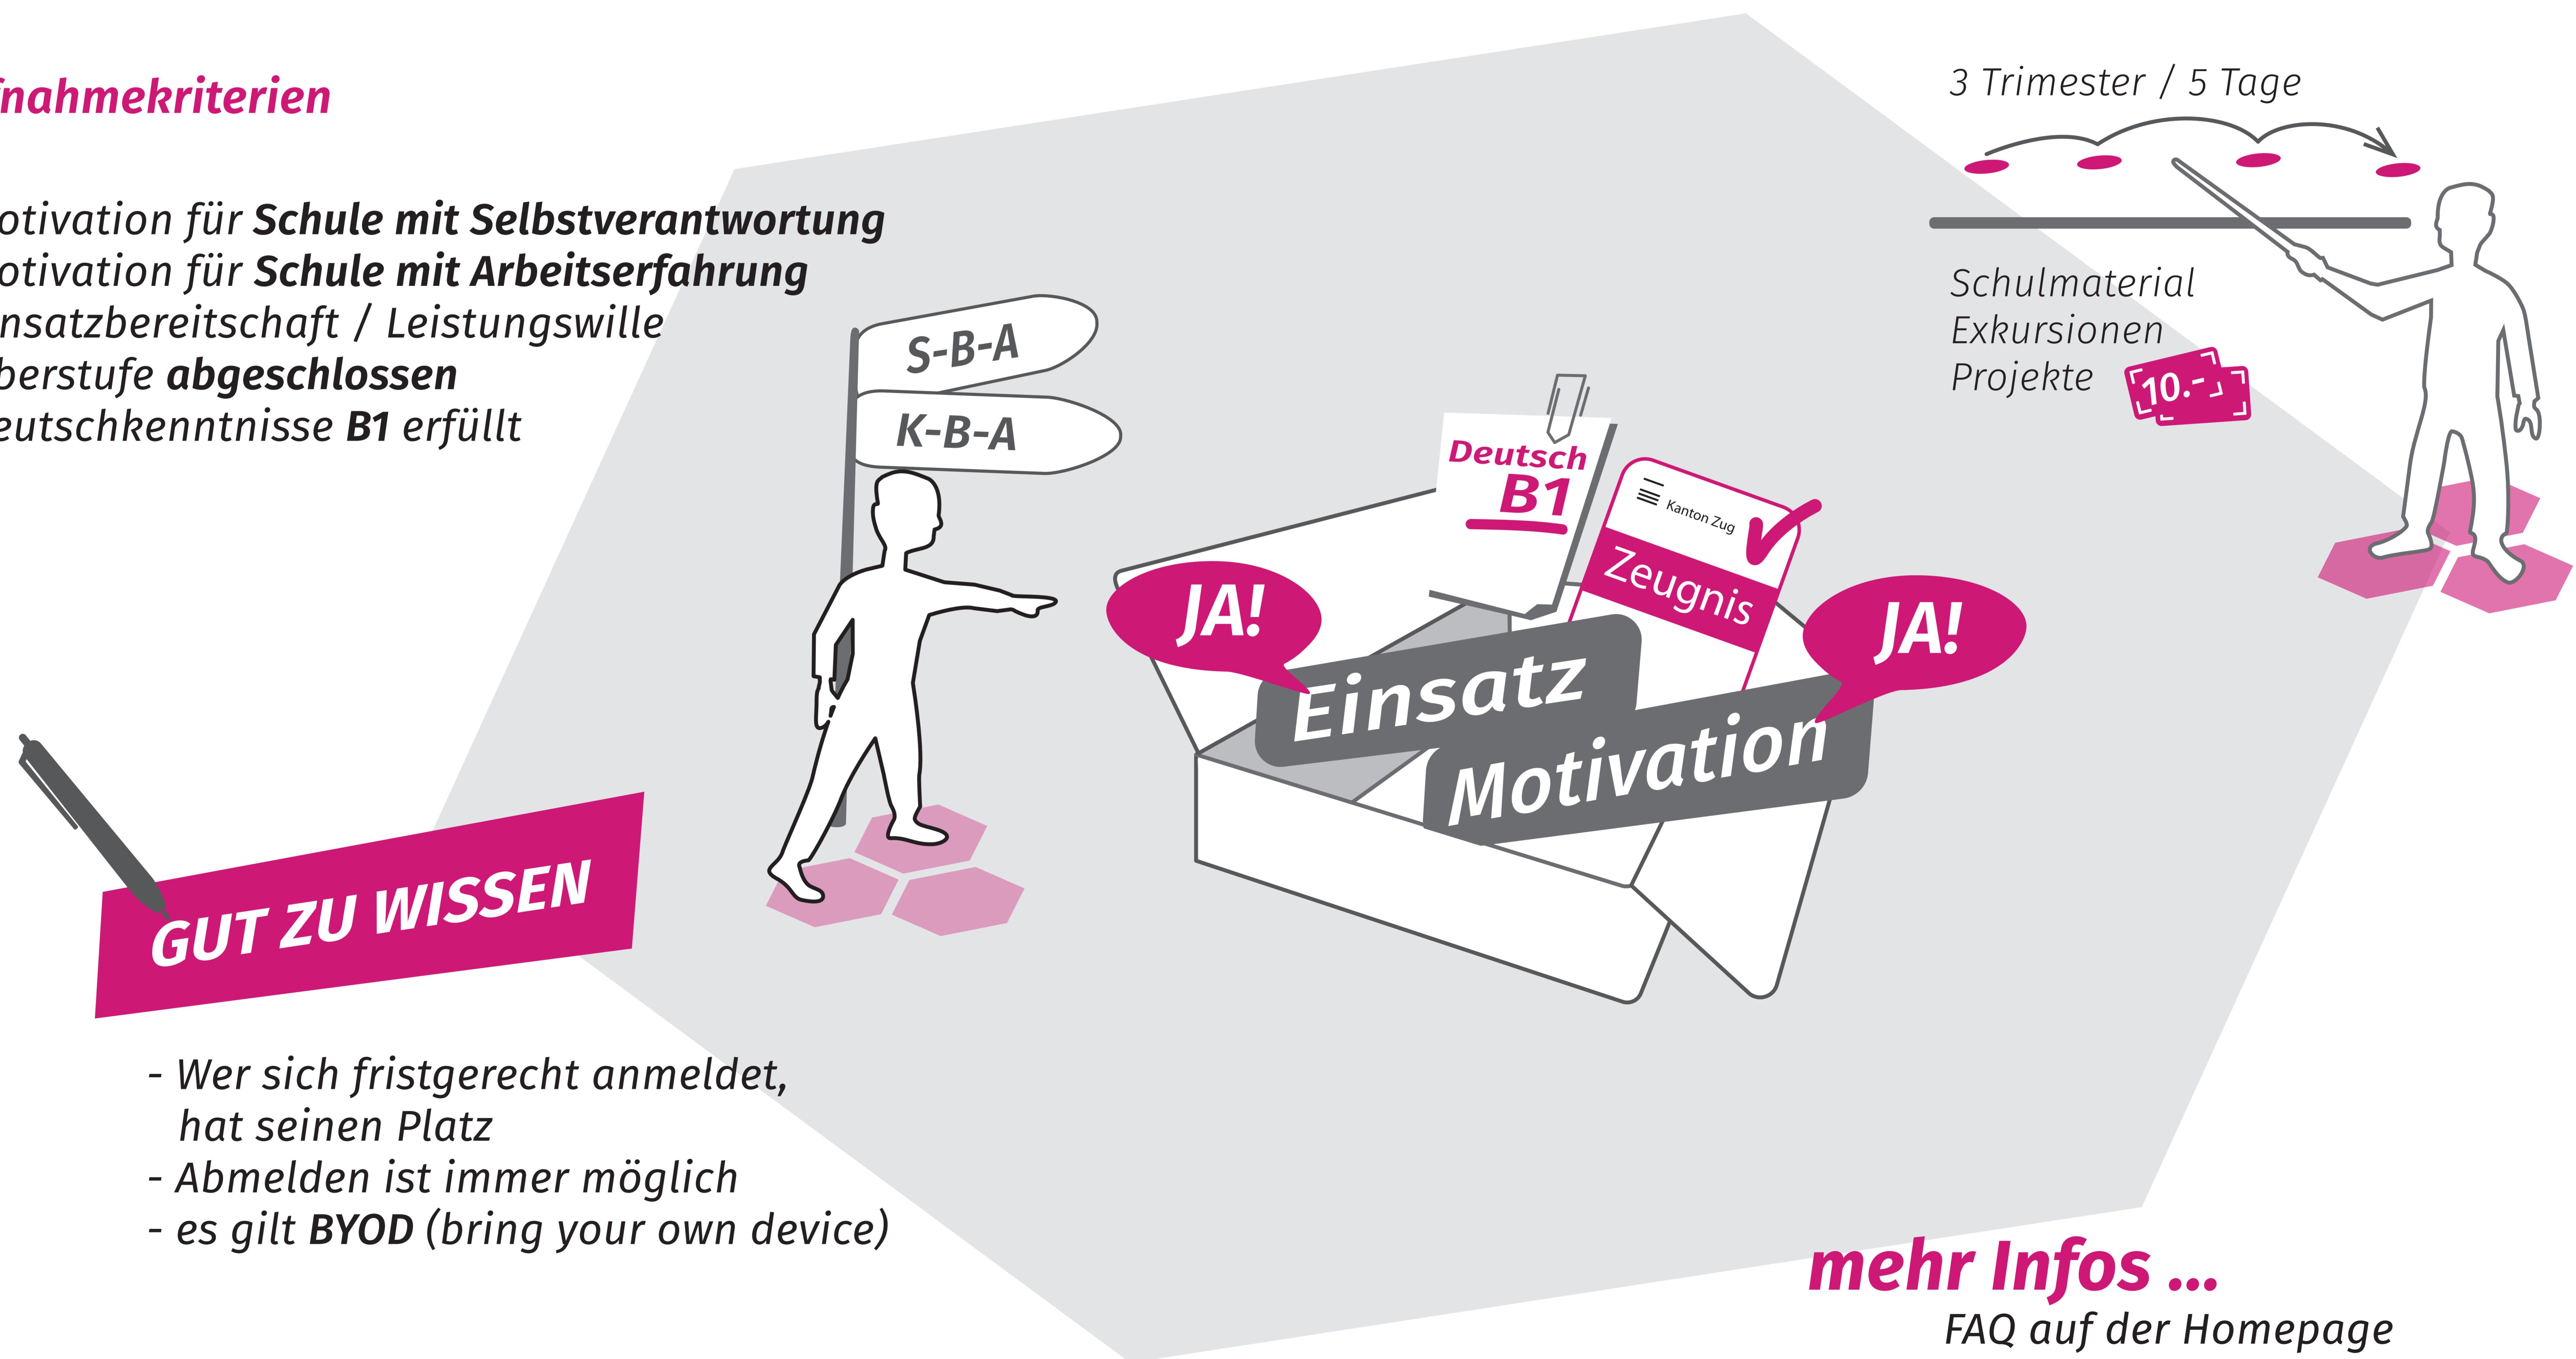 fnahmekriterien
otivation für Schule mit Selbstverantwortung
otivation für Schule mit Arbeitserfahrung
nsatzbereitschaft / Leistungswille
berstufe abgeschlossen
eutschkenntnisse B1 erfüllt
3 Trimester / 5 Tage
Schulmaterial
Exkursionen
Projekte
10.-
S-B-A
K-B-A
Deutsch
B1
Kanton Zug
Zeugnis
JA!
Einsatz
JA!
Motivation
GUT ZU WISSEN
- Wer sich fristgerecht anmeldet,
hat seinen Platz
- Abmelden ist immer möglich
- es gilt BYOD (bring your own device)
mehr Infos ...
FAQ auf der Homepage